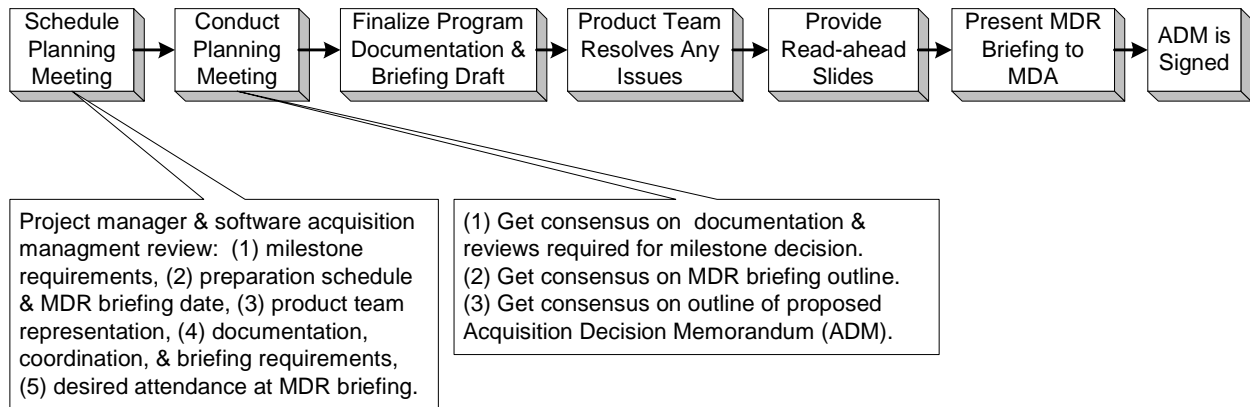 Schedule
Planning
Meeting
Conduct
Planning
Meeting
Finalize Program
Documentation &
Briefing Draft
Product Team
Resolves Any
Issues
Provide
Read-ahead
Slides
Present MDR
Briefing to
MDA
ADM is
Signed
Project manager & software acquisition
managment review:  (1) milestone
requirements, (2) preparation schedule
& MDR briefing date, (3) product team
representation, (4) documentation,
coordination, & briefing requirements,
(5) desired attendance at MDR briefing.
(1) Get consensus on  documentation &
reviews required for milestone decision.
(2) Get consensus on MDR briefing outline.
(3) Get consensus on outline of proposed
Acquisition Decision Memorandum (ADM).